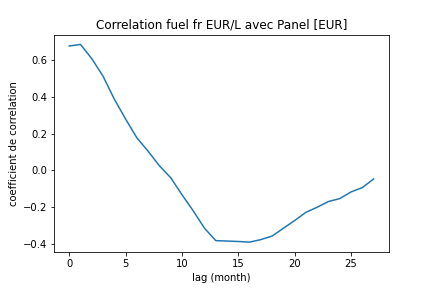 Correlation fuel fr EUR/L avec Panel [EUR]
coefficient de correlation
0.6
0.4
0.2
0.0
−0.2
−0.4
0 5 10 15 20 25
lag (month)